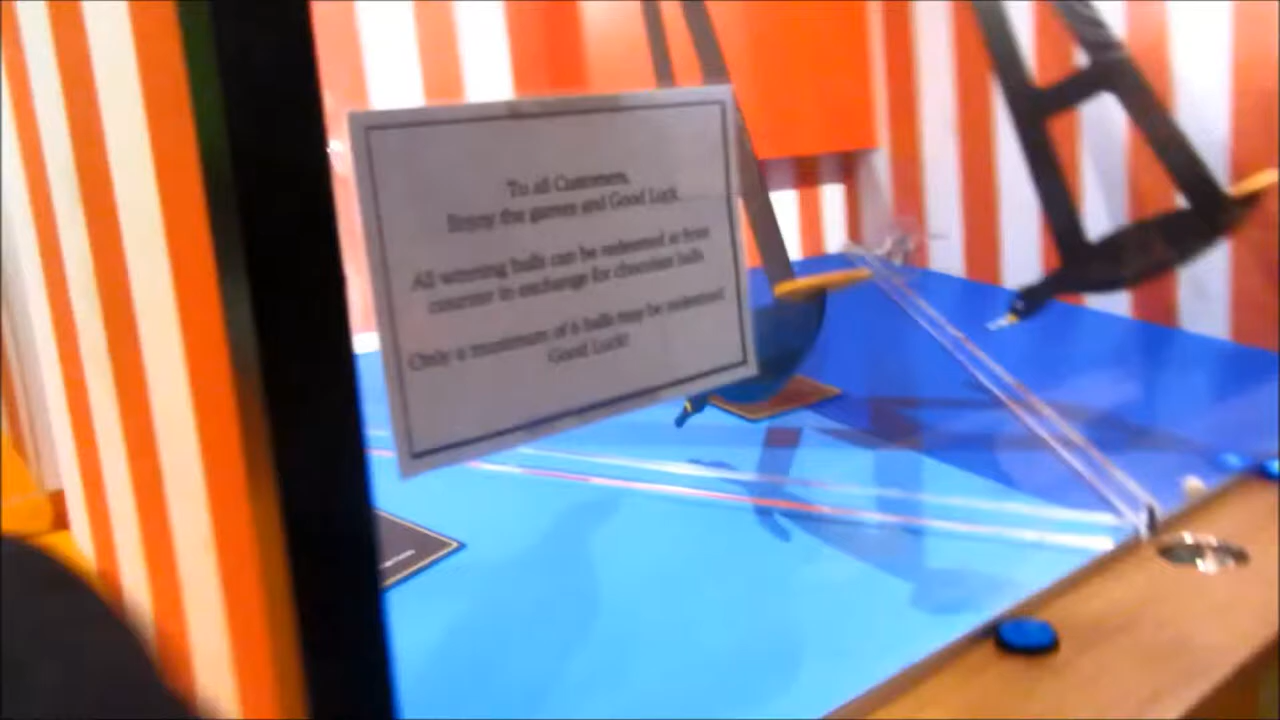 To all Customers,
Enjoy the games and Good Luck
All winning balls can be redeemed at front
counter in exchange for chocolate balls
Only a maximum of 6 balls may be redeemed
Good Luck!